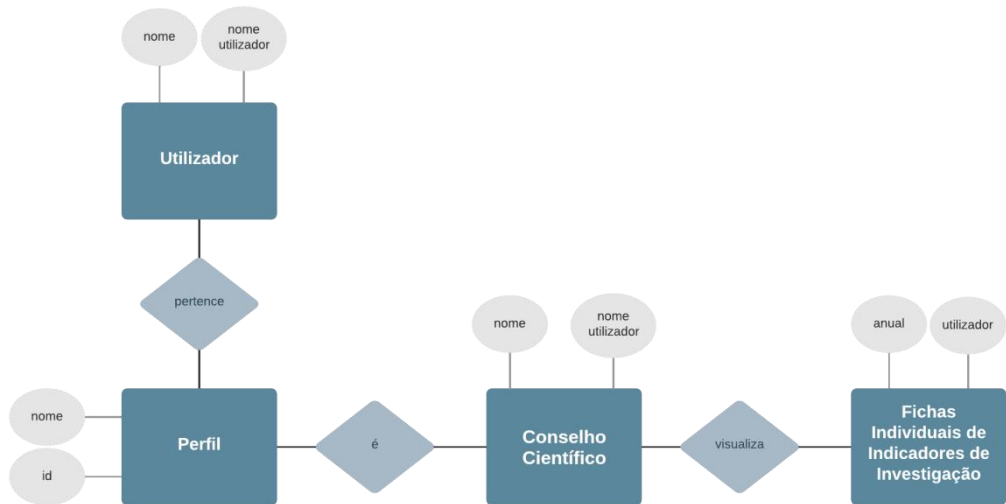 nome
nome
utilizador
Utilizador
pertence
nome
nome
utilizador
anual
utilizador
nome
id
Perfil
é
Conselho
Científico
visualiza
Fichas
Individuais de
Indicadores de
Investigação